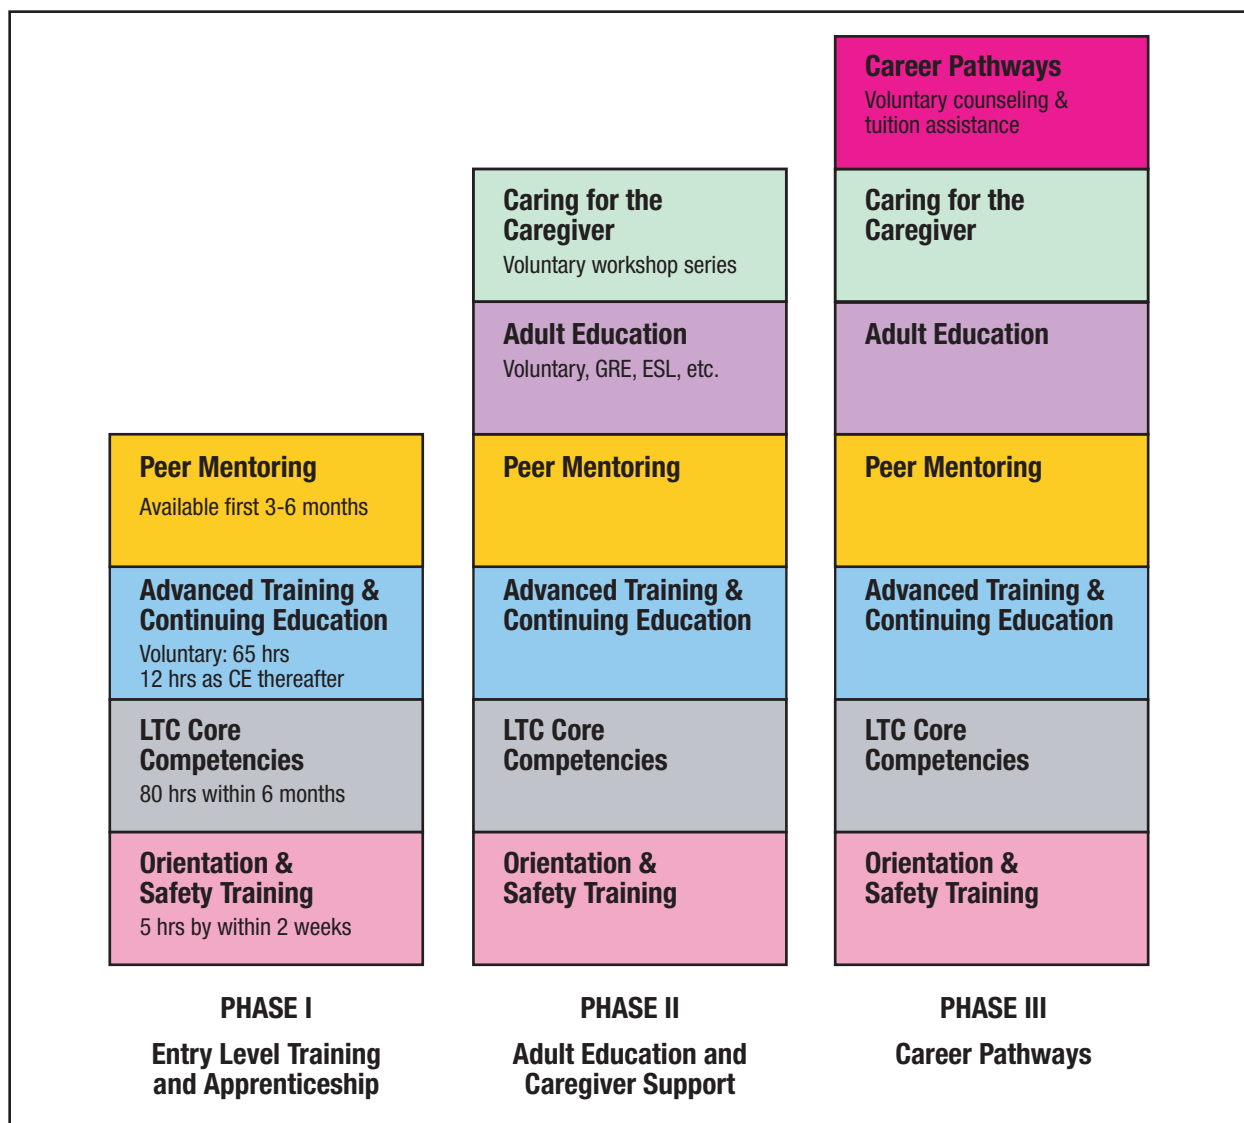 Career Pathways
Voluntary counseling &
tuition assistance
Caring for the
Caregiver
Voluntary workshop series
Caring for the
Caregiver
Adult Education
Voluntary, GRE, ESL, etc.
Adult Education
Peer Mentoring
Available first 3-6 months
Peer Mentoring
Peer Mentoring
Advanced Training &
Continuing Education
Voluntary: 65 hrs
12 hrs as CE thereafter
Advanced Training &
Continuing Education
Advanced Training &
Continuing Education
LTC Core
Competencies
80 hrs within 6 months
LTC Core
Competencies
LTC Core
Competencies
Orientation &
Safety Training
5 hrs by within 2 weeks
Orientation &
Safety Training
Orientation &
Safety Training
PHASE I
Entry Level Training
and Apprenticeship
PHASE II
Adult Education and
Caregiver Support
PHASE III
Career Pathways